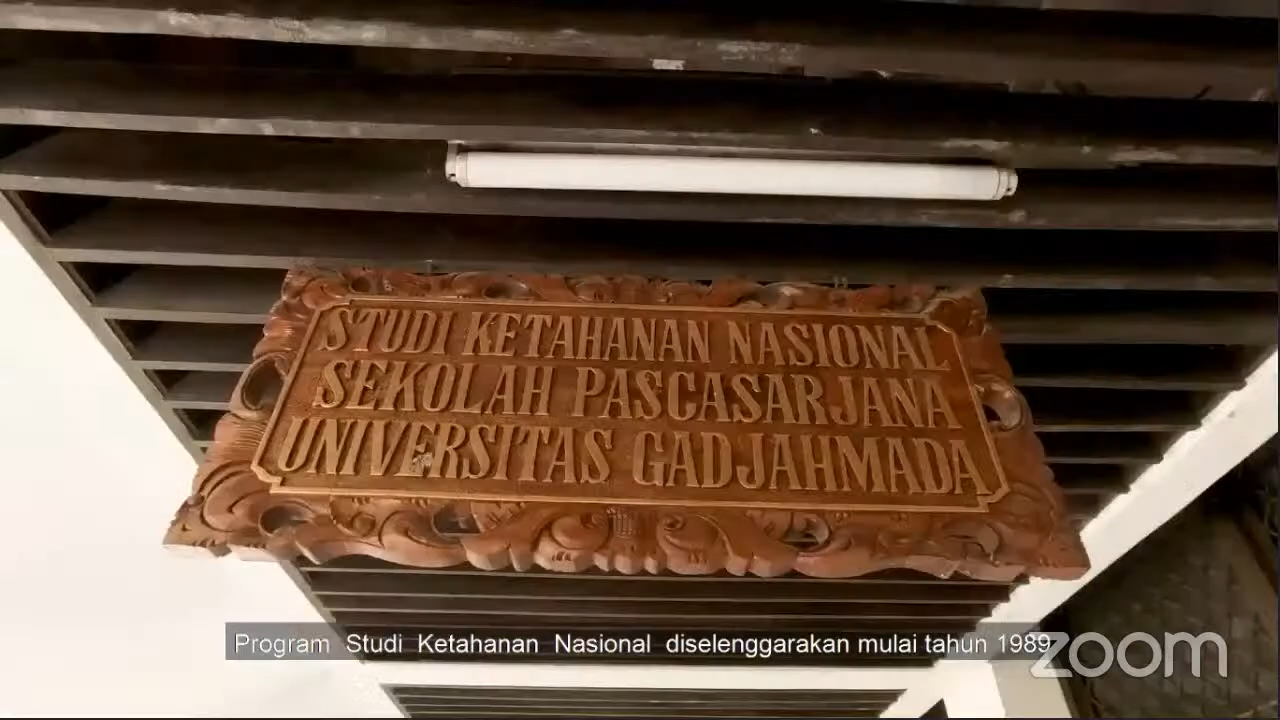 STUDI KETAHANAN NASIONAL
SEKOLAH PASCASARJANA
UNIVERSITAS GADJAHMADA
Program Studi Ketahanan Nasional diselenggarakan mulai tahun 1989
zoom